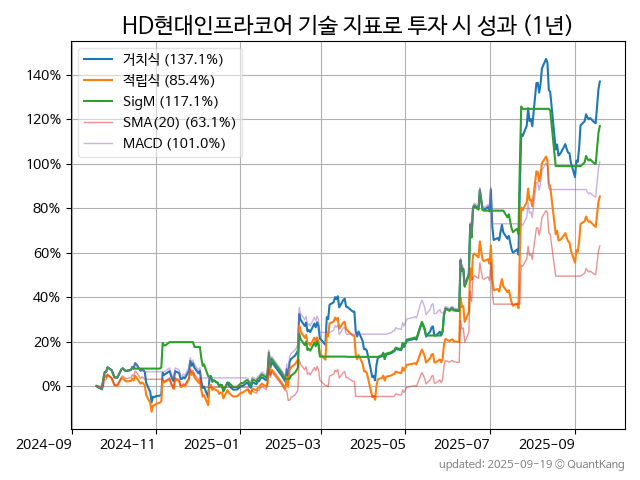 HD현대인프라코어 기술 지표로 투자 시 성과 (1년)
거치식 (137.1%)
적립식 (85.4%)
SigM (117.1%)
SMA(20) (63.1%)
MACD (101.0%)
140%
120%
100%
80%
60%
40%
20%
0%
2024-09 2024-11 2025-01 2025-03 2025-05 2025-07 2025-09
updated: 2025-09-19 © QuantKang